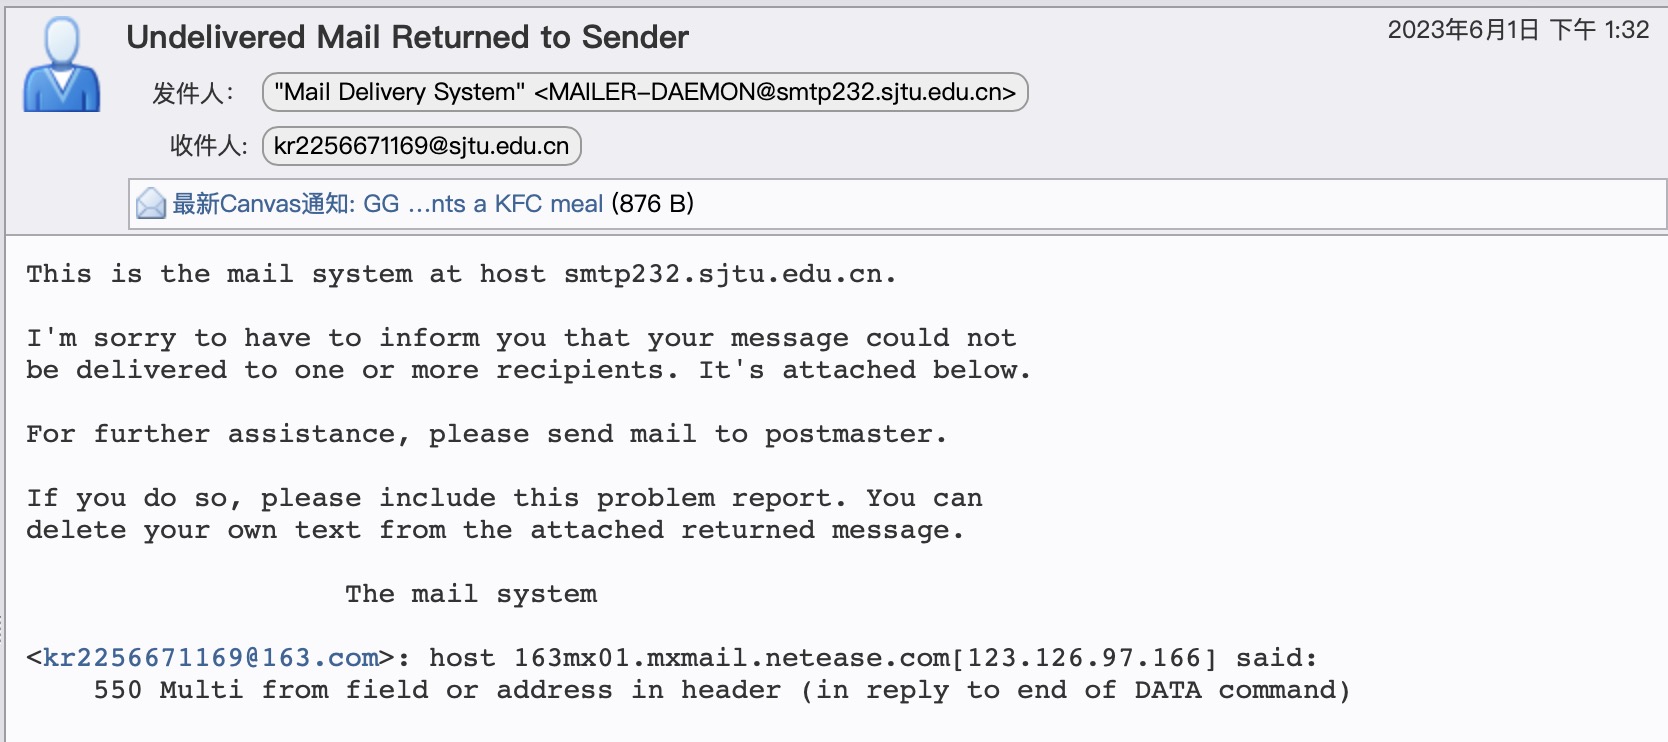 Undelivered Mail Returned to Sender
2023年6月1日 下午 1:32
发件人： "Mail Delivery System" <MAILER-DAEMON@smtp232.sjtu.edu.cn>
收件人: kr2256671169@sjtu.edu.cn
最新Canvas通知: GG ...nts a KFC meal (876 B)
This is the mail system at host smtp232.sjtu.edu.cn.
I'm sorry to have to inform you that your message could not
be delivered to one or more recipients. It's attached below.
For further assistance, please send mail to postmaster.
If you do so, please include this problem report. You can
delete your own text from the attached returned message.
The mail system
<kr2256671169@163.com>: host 163mx01.mxmail.netease.com[123.126.97.166] said:
550 Multi from field or address in header (in reply to end of DATA command)